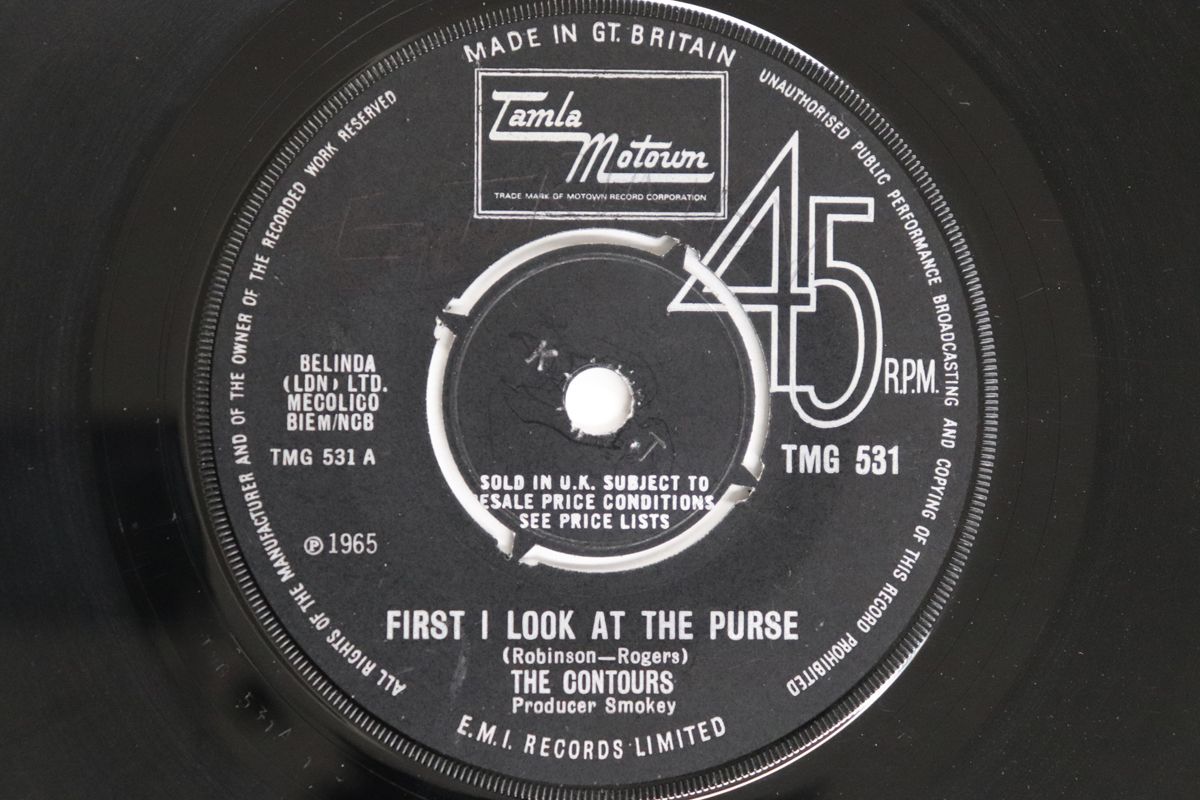 MADE IN GT. BRITAIN
UNAUTHORISED PUBLIC PERFORMANCE BROADCASTING AND COPYING OF THIS RECORD PROHIBITED
ALL RIGHTS OF THE MANUFACTURER AND OF THE OWNER OF THE RECORDED WORK RESERVED
Tamla
Motown
TRADE MARK OF MOTOWN RECORD CORPORATION
45
R.P.M.
BELINDA
(LDN) LTD.
MECOLICO
BIEM/NCB
TMG 531 A
TMG 531
K
T
SOLD IN U.K. SUBJECT TO
ESALE PRICE CONDITIONS
SEE PRICE LISTS
Ⓟ 1965
FIRST I LOOK AT THE PURSE
(Robinson—Rogers)
THE CONTOURS
Producer Smokey
E.M.I. RECORDS LIMITED